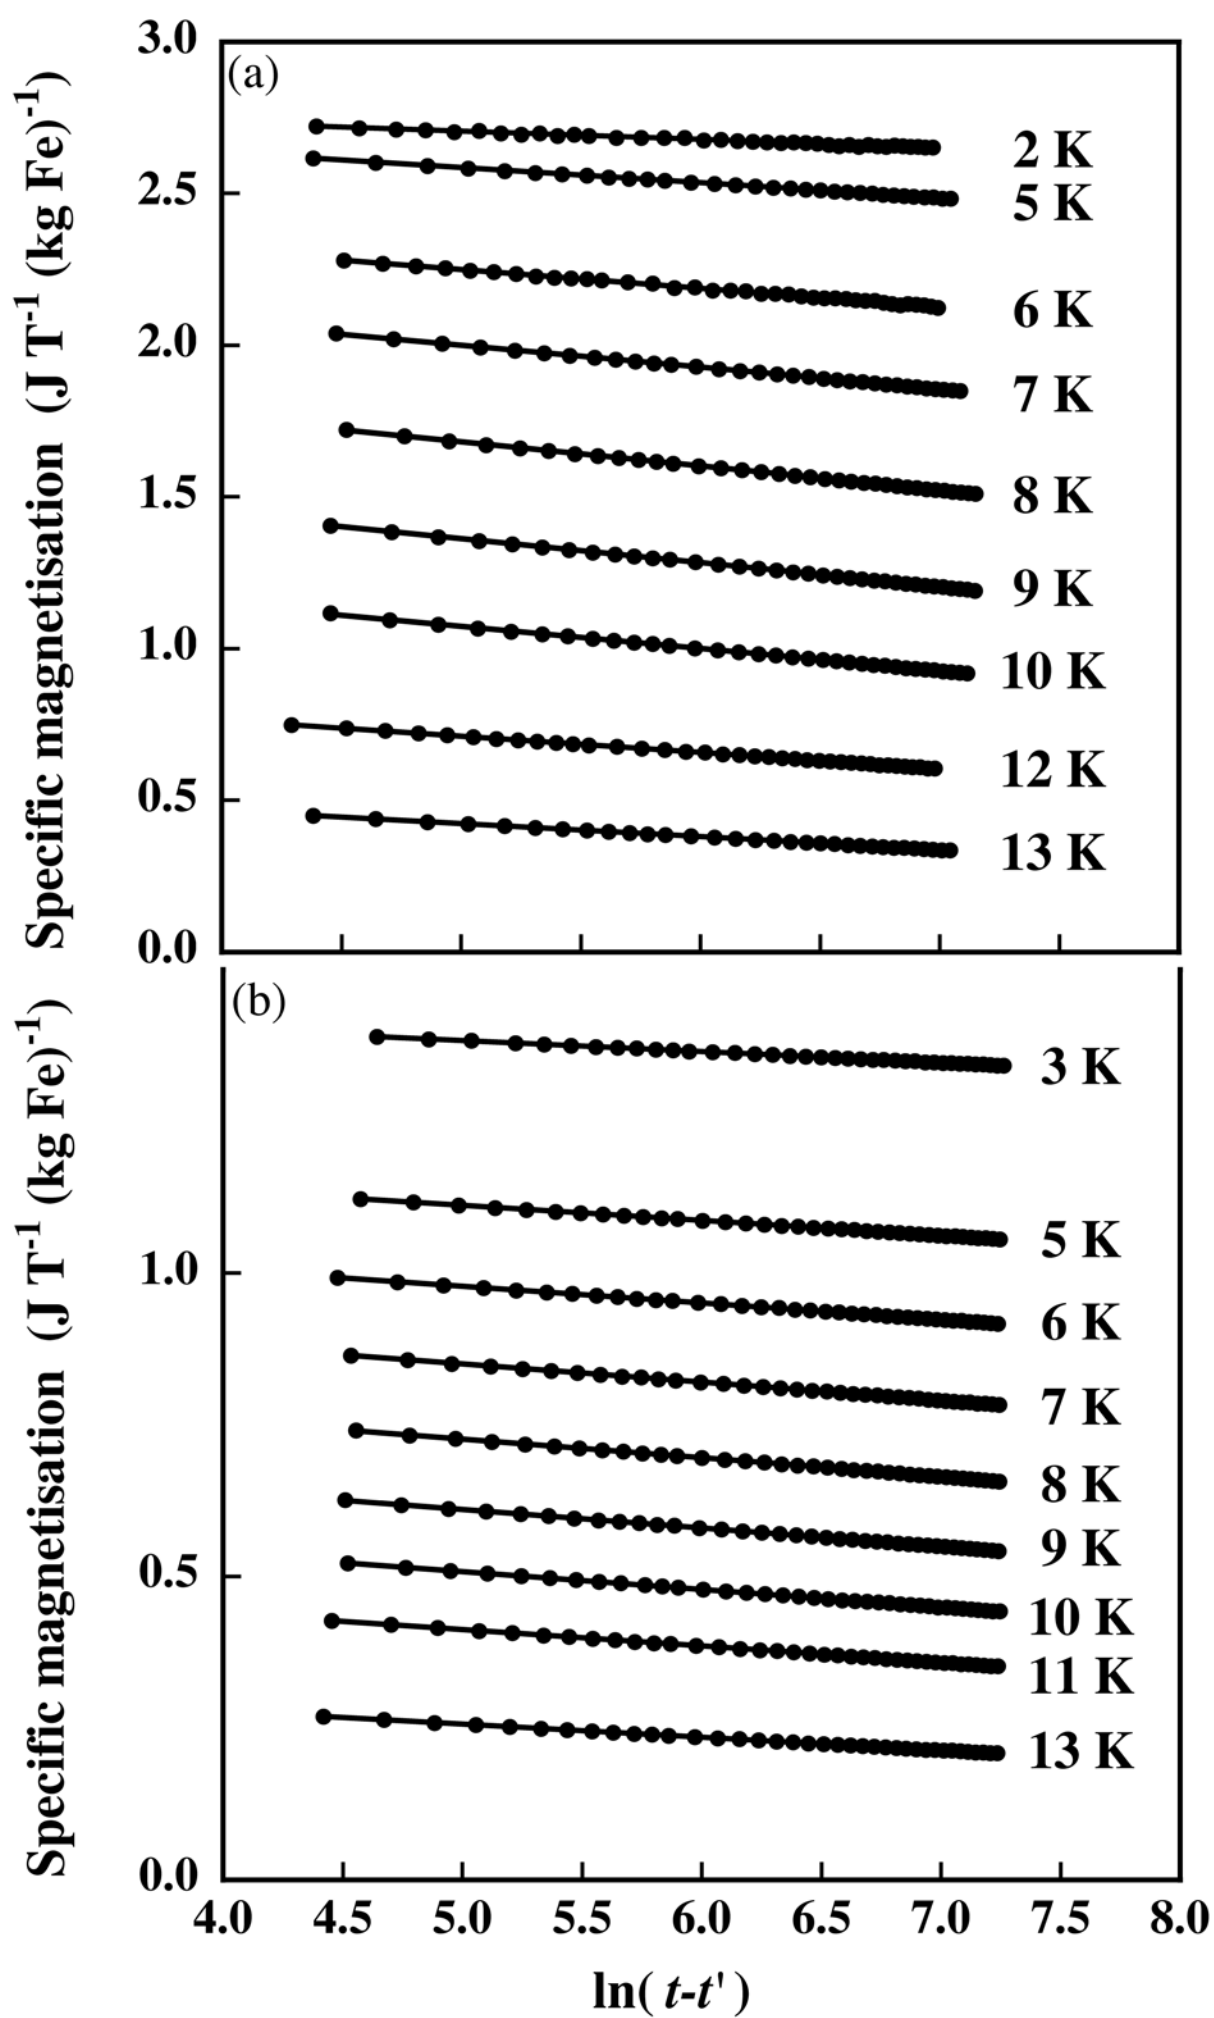 Specific magnetisation (J T-1 (kg Fe)-1)
3.0
2.5
2.0
1.5
1.0
0.5
0.0
(a)
2 K
5 K
6 K
7 K
8 K
9 K
10 K
12 K
13 K
Specific magnetisation (J T-1 (kg Fe)-1)
1.0
0.5
0.0
(b)
3 K
5 K
6 K
7 K
8 K
9 K
10 K
11 K
13 K
4.0 4.5 5.0 5.5 6.0 6.5 7.0 7.5 8.0
ln( t-t' )